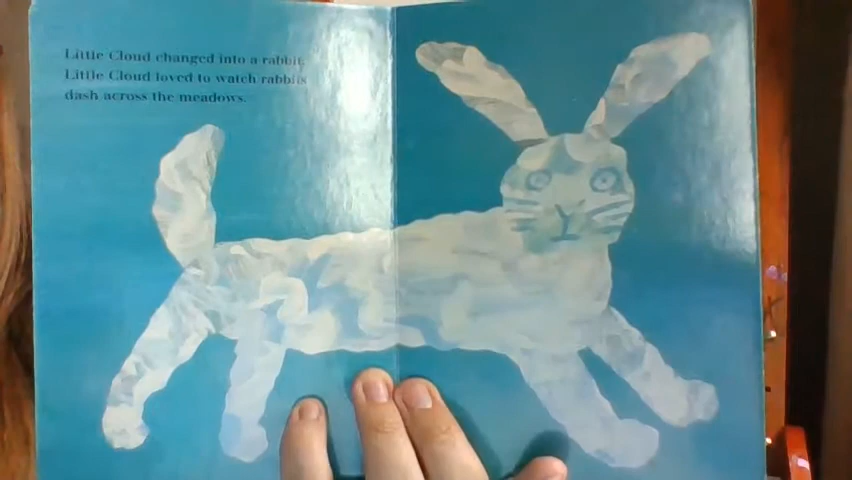 Little Cloud changed into a rabbit.
Little Cloud loved to watch rabbits
dash across the meadows.